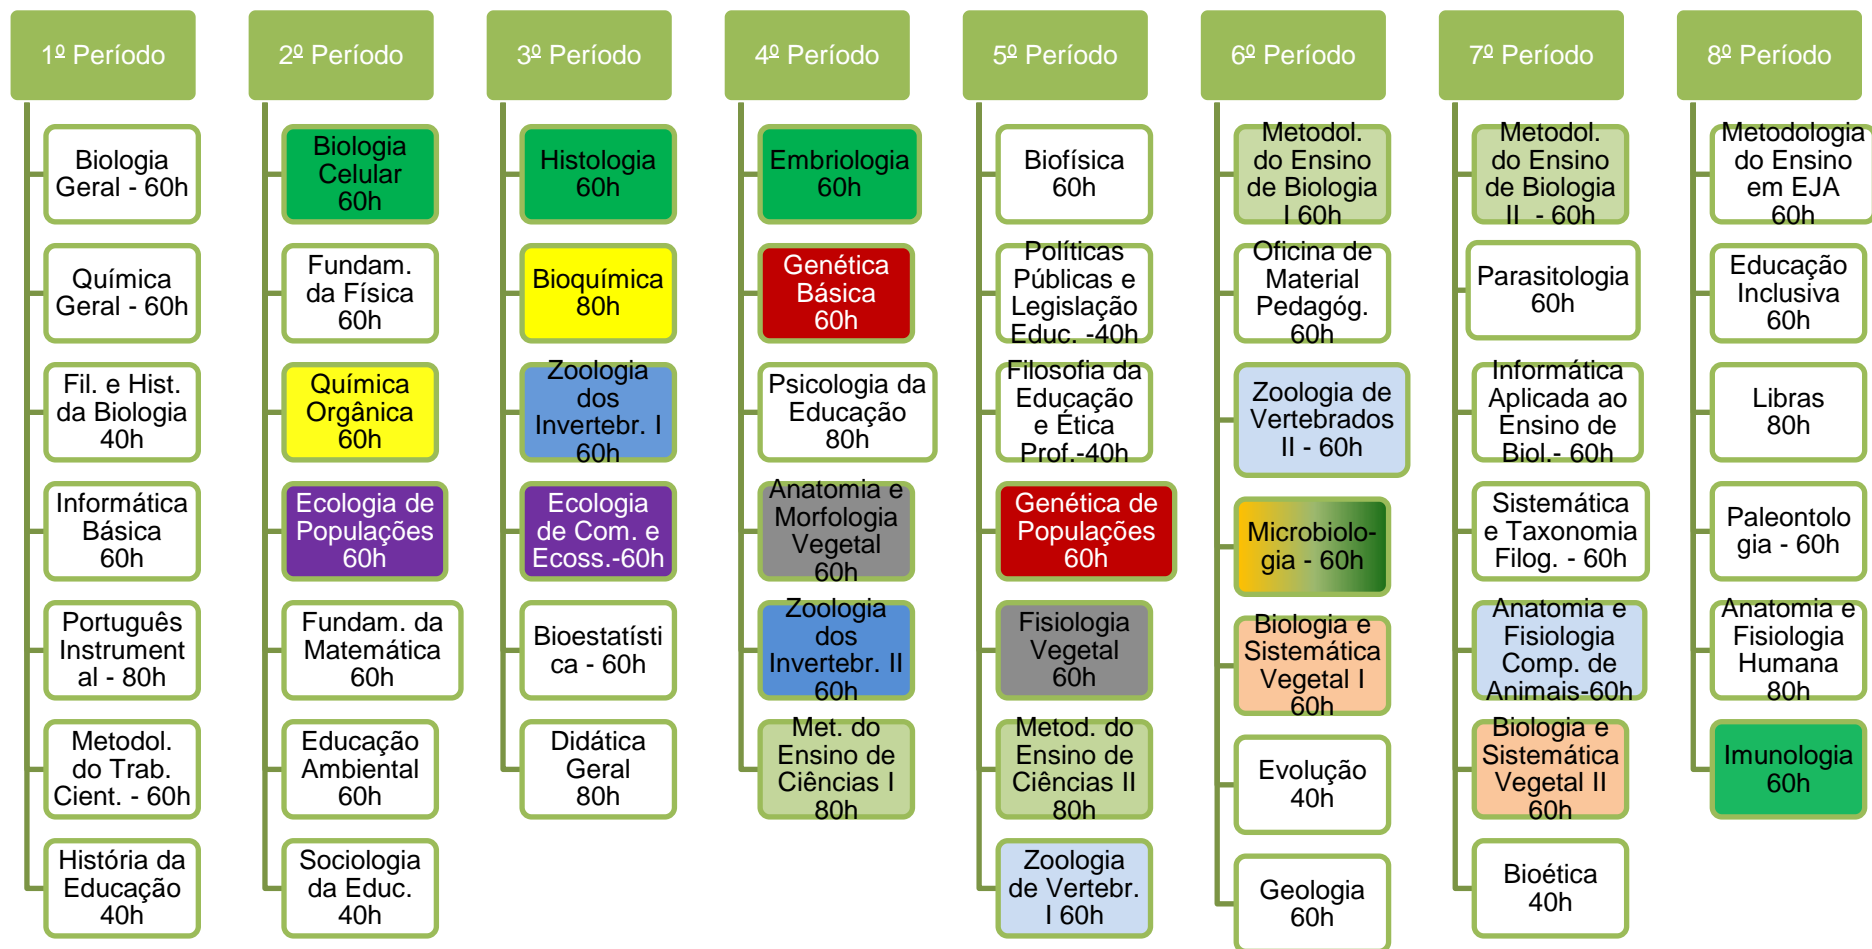 1º Período
Biologia
Geral - 60h
Química
Geral - 60h
Fil. e Hist.
da Biologia
40h
Informática
Básica
60h
Português
Instrument
al - 80h
Metodol.
do Trab.
Cient. - 60h
História da
Educação
40h
2º Período
Biologia
Celular
60h
Fundam.
da Física
60h
Química
Orgânica
60h
Ecologia de
Populações
60h
Fundam. da
Matemática
60h
Educação
Ambiental
60h
Sociologia
da Educ.
40h
3º Período
Histologia
60h
Bioquímica
80h
Zoologia
dos
Invertebr. I
60h
Ecologia
de Com. e
Ecoss.-60h
Bioestatísti
ca - 60h
Didática
Geral
80h
4º Período
Embriologia
60h
Genética
Básica
60h
Psicologia da
Educação
80h
Anatomia e
Morfologia
Vegetal
60h
Zoologia
dos
Invertebr. II
60h
Met. do
Ensino de
Ciências I
80h
5º Período
Biofísica
60h
Políticas
Públicas e
Legislação
Educ. -40h
Filosofia da
Educação
e Ética
Prof.-40h
Genética de
Populações
60h
Fisiologia
Vegetal
60h
Metod. do
Ensino de
Ciências II
80h
Zoologia
de Vertebr.
I 60h
6º Período
Metodol.
do Ensino
de Biologia
I 60h
Oficina de
Material
Pedagóg.
60h
Zoologia de
Vertebrados
II - 60h
Microbiolo-
gia - 60h
Biologia e
Sistemática
Vegetal I
60h
Evolução
40h
Geologia
60h
7º Período
Metodol.
do Ensino
de Biologia
II - 60h
Parasitologia
60h
Informática
Aplicada ao
Ensino de
Biol.- 60h
Sistemática
e Taxonomia
Filog. - 60h
Anatomia e
Fisiologia
Comp. de
Animais-60h
Biologia e
Sistemática
Vegetal II
60h
Bioética
40h
8º Período
Metodologia
do Ensino
em EJA
60h
Educação
Inclusiva
60h
Libras
80h
Paleontolo
gia - 60h
Anatomia e
Fisiologia
Humana
80h
Imunologia
60h